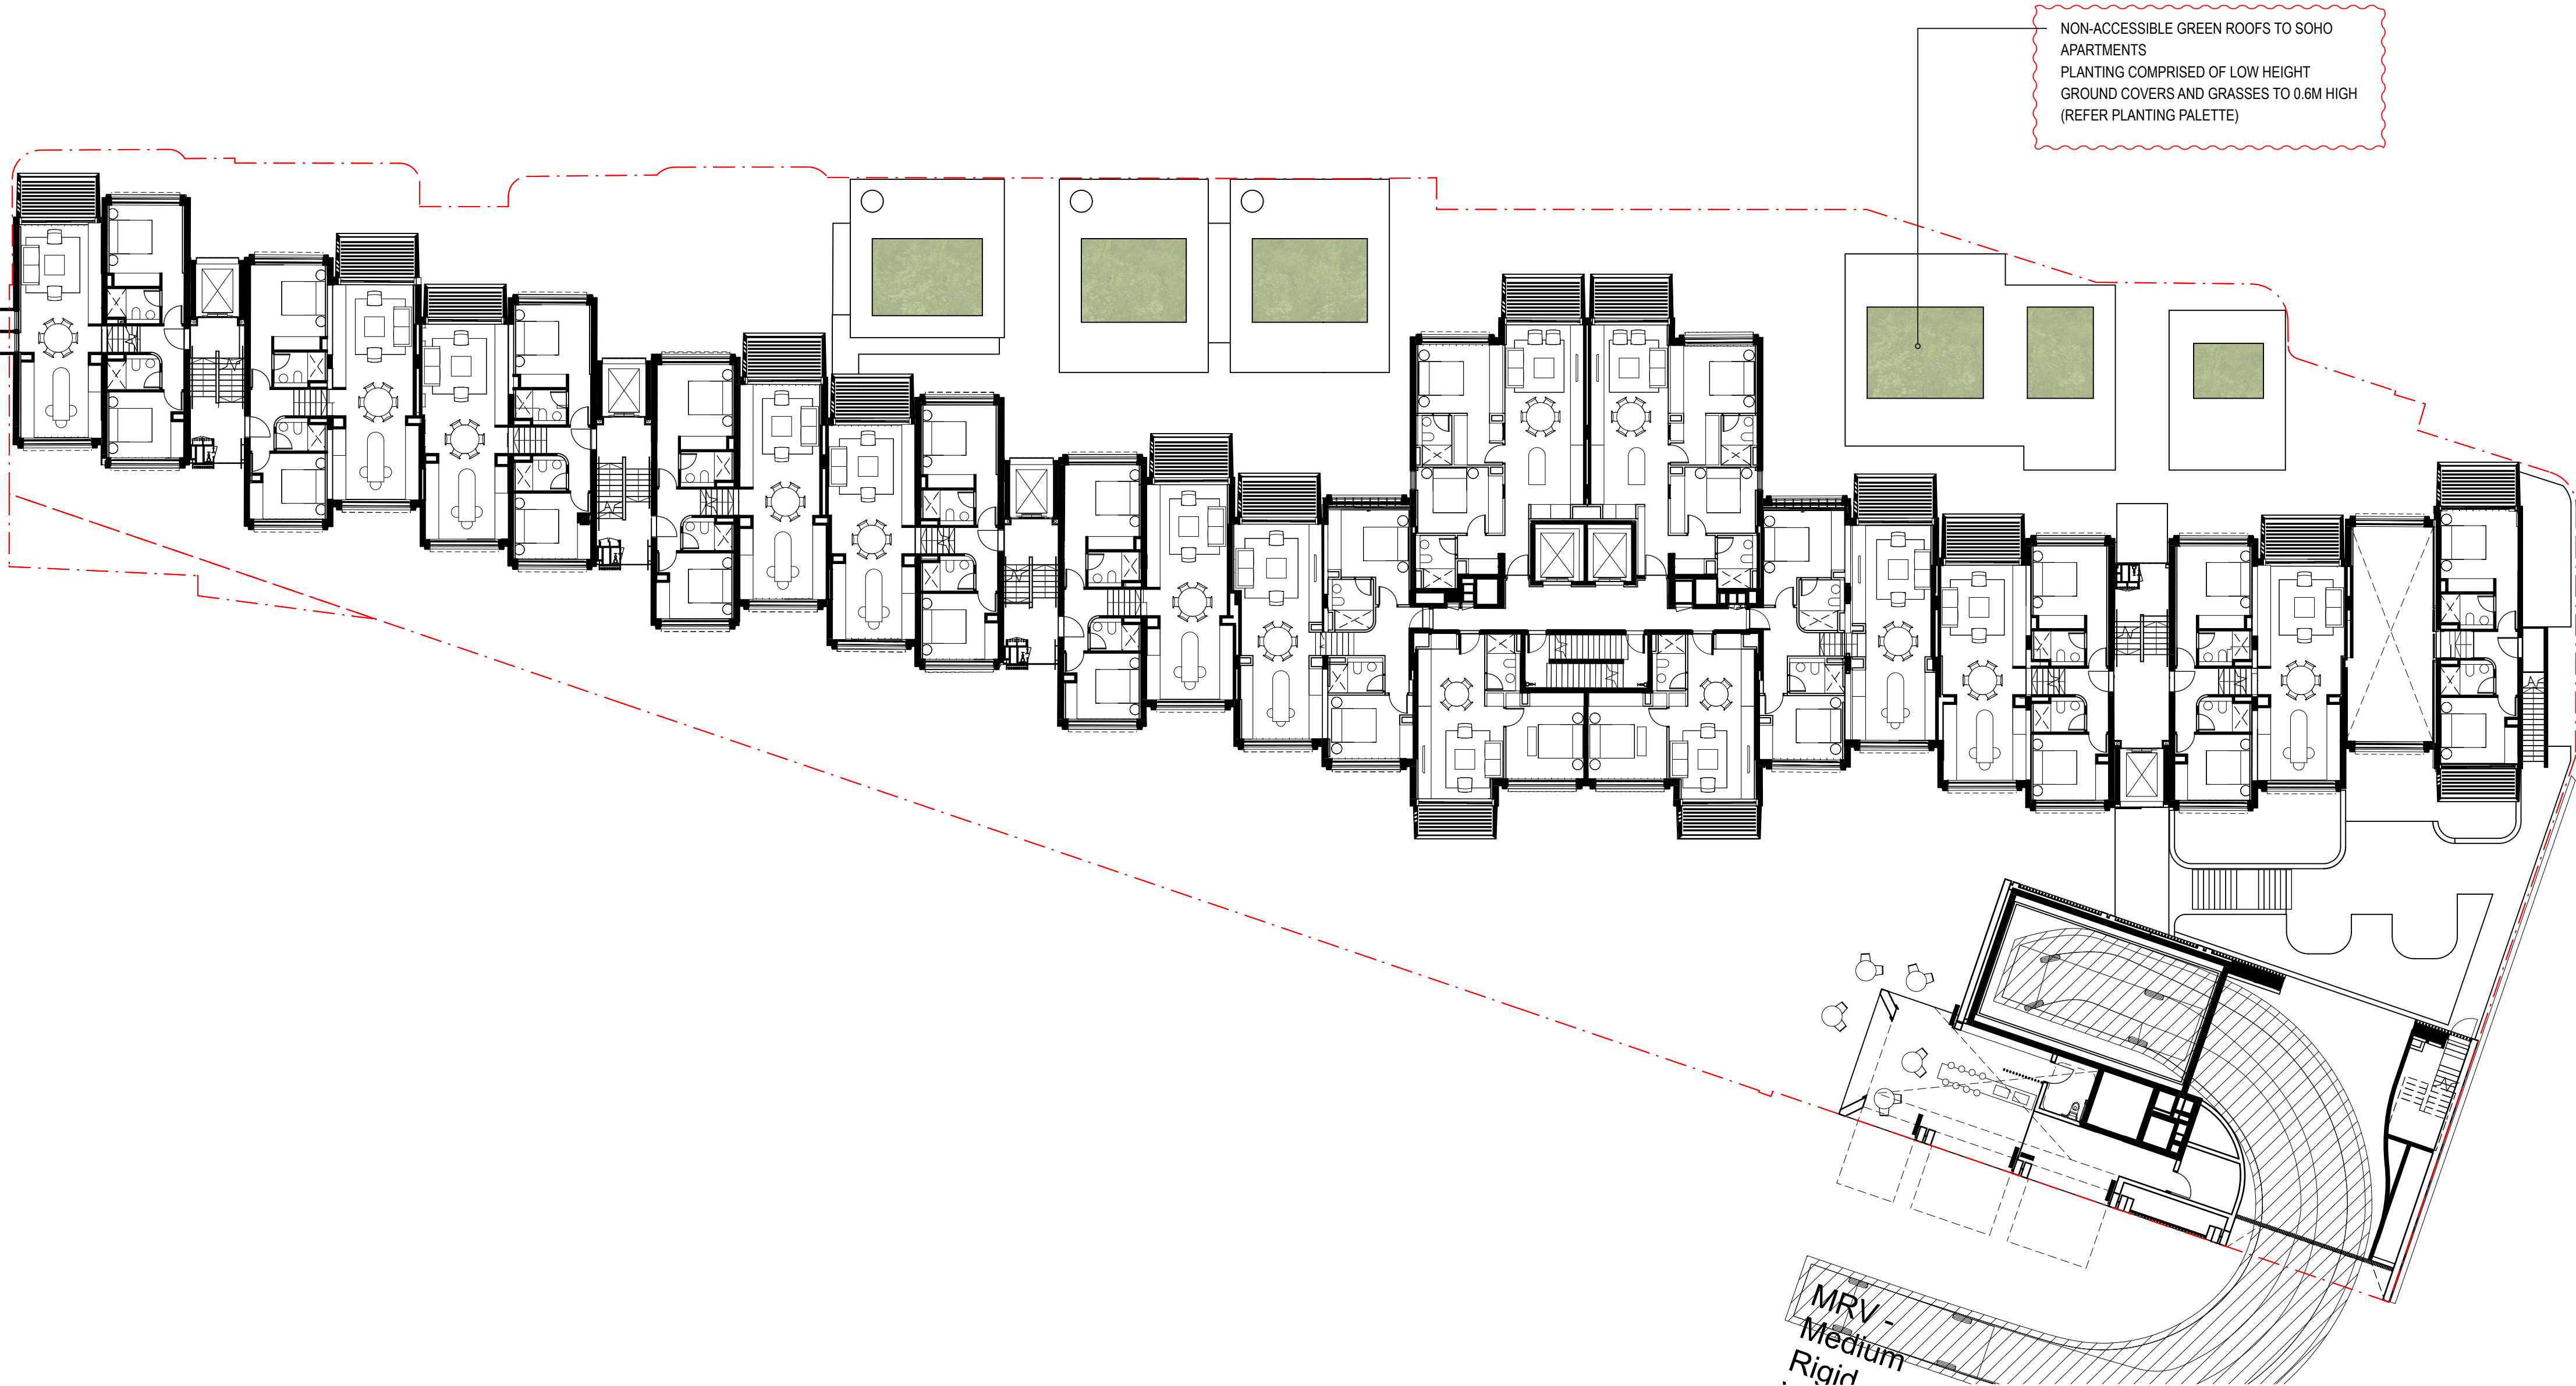 NON-ACCESSIBLE GREEN ROOFS TO SOHO
APARTMENTS
PLANTING COMPRISED OF LOW HEIGHT
GROUND COVERS AND GRASSES TO 0.6M HIGH
(REFER PLANTING PALETTE)
MRV -
Medium
Rigid